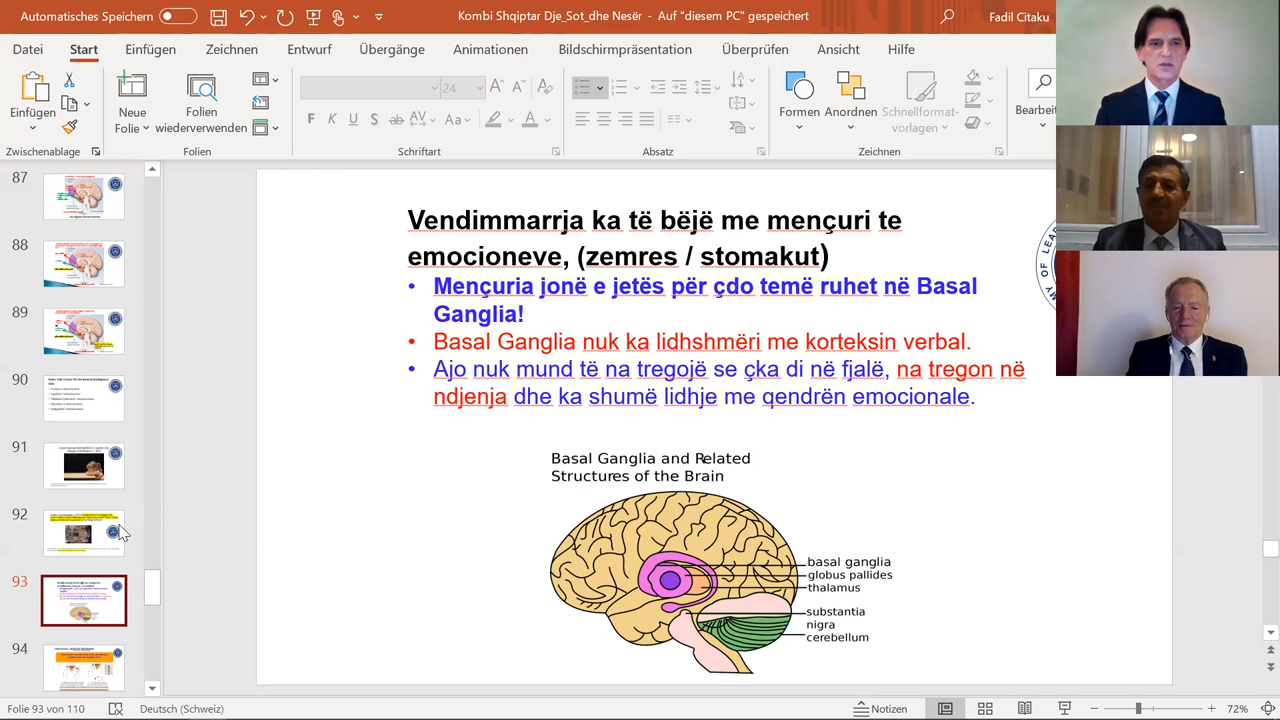 Automatisches Speichern
Kombi Shqiptar Dje_Sot_dhe Nesër - Auf "diesem PC" gespeichert
Fadil Citaku
Datei Start Einfügen Zeichnen Entwurf Übergänge Animationen Bildschirmpräsentation Überprüfen Ansicht Hilfe
Einfügen
Neue Folie
Folien wiederverwenden
Formen
Anordnen
Schnellformat-
vorlagen
Bearbei
Zwischenablage
Folien
Schriftart
Absatz
Zeichnen
87
88
89
90
91
92
93
94
Vendimmarrja ka të bëjë me mençuri te
emocioneve, (zemres / stomakut)
• Mençuria jonë e jetës për çdo temë ruhet në Basal
Ganglia!
• Basal Ganglia nuk ka lidhshmëri me korteksin verbal.
• Ajo nuk mund të na tregojë se çka di në fjalë, na tregon në
ndjenja dhe ka shumë lidhje me qendrën emocionale.
Basal Ganglia and Related
Structures of the Brain
basal ganglia
globus pallides
thalamus
substantia
nigra
cerebellum
OF LEA
Folie 93 von 110
Deutsch (Schweiz)
Notizen
72%